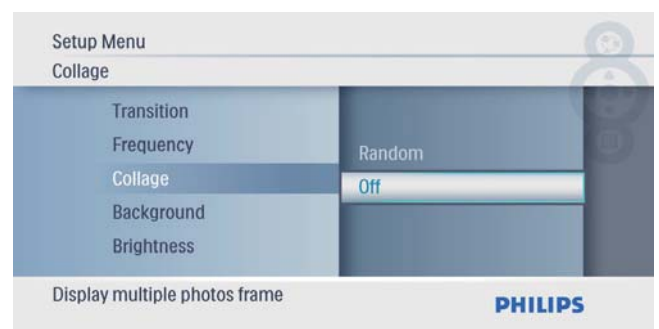 Setup Menu
Collage
Transition
Frequency
Collage
Background
Brightness
Random
Off
Display multiple photos frame
PHILIPS